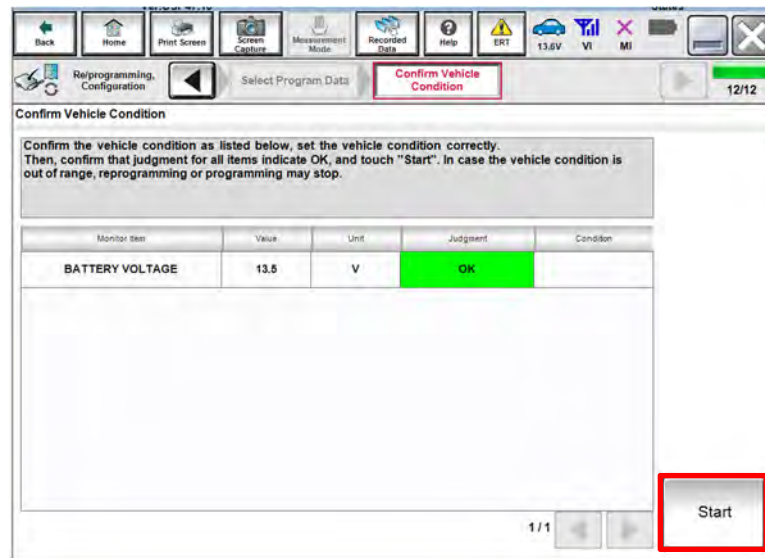 Back
Home
Print Screen
Screen
Capture
Measurement
Mode
Recorded
Data
Help
ERT
13.6V
VI
MI
Re/programming,
Configuration
Select Program Data
Confirm Vehicle
Condition
12/12
Confirm Vehicle Condition
Confirm the vehicle condition as listed below, set the vehicle condition correctly.
Then, confirm that judgment for all items indicate OK, and touch "Start". In case the vehicle condition is
out of range, reprogramming or programming may stop.
Monitor Item Value Unit Judgment Condition
BATTERY VOLTAGE 13.5 V OK
1/1
Start